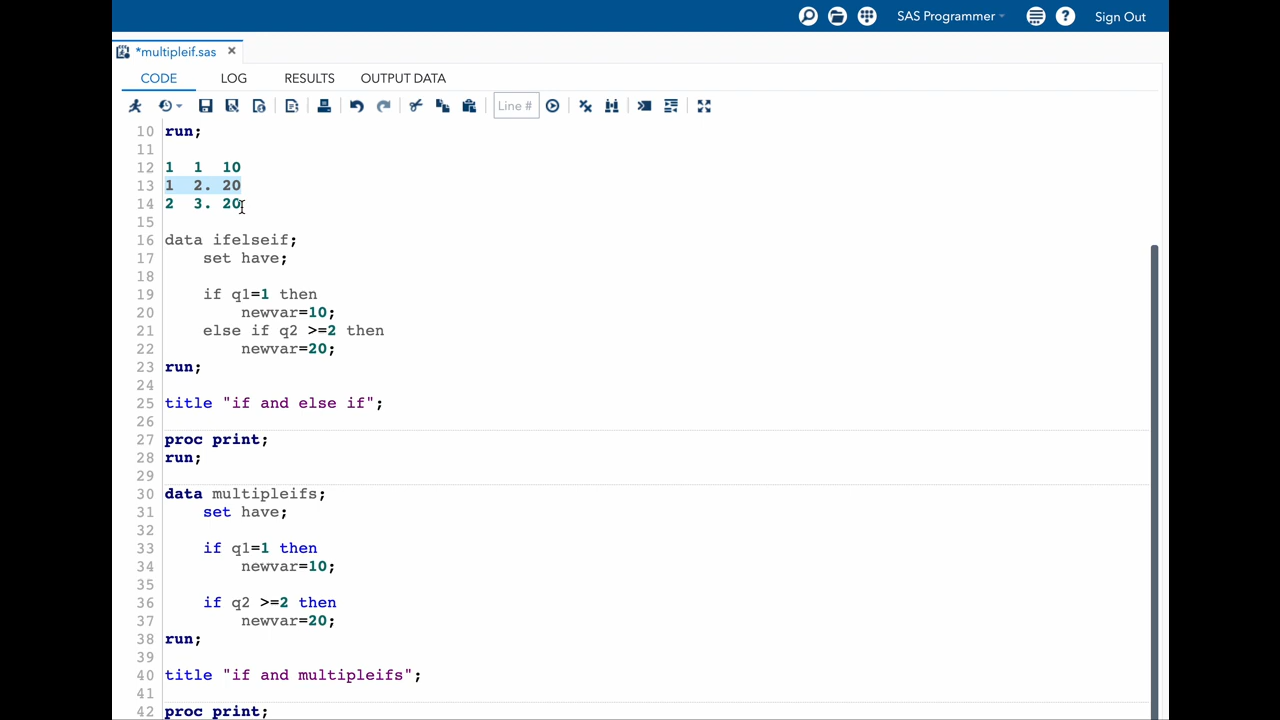 SAS Programmer
Sign Out
*multipleif.sas
CODE LOG RESULTS OUTPUT DATA
Line #
10 run;
11
12 1  1  10
13 1  2. 20
14 2  3. 20
15
16 data ifelseif;
17     set have;
18
19     if q1=1 then
20         newvar=10;
21     else if q2 >=2 then
22         newvar=20;
23 run;
24
25 title "if and else if";
26
27 proc print;
28 run;
29
30 data multipleifs;
31     set have;
32
33     if q1=1 then
34         newvar=10;
35
36     if q2 >=2 then
37         newvar=20;
38 run;
39
40 title "if and multipleifs";
41
42 proc print;